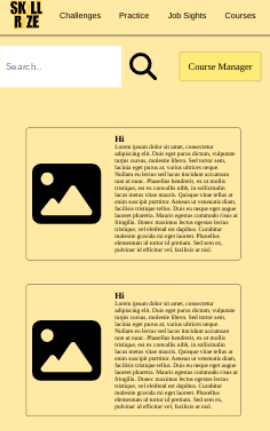 SK LL
R ZE
Challenges Practice Job Sights Courses
Search..
Course Manager
Hi
Lorem ipsum dolor sit amet, consectetur
adipiscing elit. Duis eget purus dictum, vulputate
turpis cursus, molestie libero. Sed tortor sem,
lacinia eget purus at, varius ultrices neque.
Nullam eu lectus sed lacus tincidunt accumsan
non ut nunc. Phasellus hendrerit, ex ut mollis
tristique, est ex convallis nibh, in sollicitudin
lacus metus vitae mauris. Quisque vitae tellus at
enim suscipit porttitor. Aenean ut venenatis diam,
facilisis tristique tellus. Duis eu neque eget augue
laoreet pharetra. Mauris egestas commodo risus at
fringilla. Donec maximus lectus egestas lectus
tristique, vel eleifend est dapibus. Curabitur
molestie gravida mi eget laoreet. Phasellus
elementum id tortor id pretium. Sed sem ex,
pulvinar id efficitur vel, facilisis at nisl.
Hi
Lorem ipsum dolor sit amet, consectetur
adipiscing elit. Duis eget purus dictum, vulputate
turpis cursus, molestie libero. Sed tortor sem,
lacinia eget purus at, varius ultrices neque.
Nullam eu lectus sed lacus tincidunt accumsan
non ut nunc. Phasellus hendrerit, ex ut mollis
tristique, est ex convallis nibh, in sollicitudin
lacus metus vitae mauris. Quisque vitae tellus at
enim suscipit porttitor. Aenean ut venenatis diam,
facilisis tristique tellus. Duis eu neque eget augue
laoreet pharetra. Mauris egestas commodo risus at
fringilla. Donec maximus lectus egestas lectus
tristique, vel eleifend est dapibus. Curabitur
molestie gravida mi eget laoreet. Phasellus
elementum id tortor id pretium. Sed sem ex,
pulvinar id efficitur vel, facilisis at nisl.